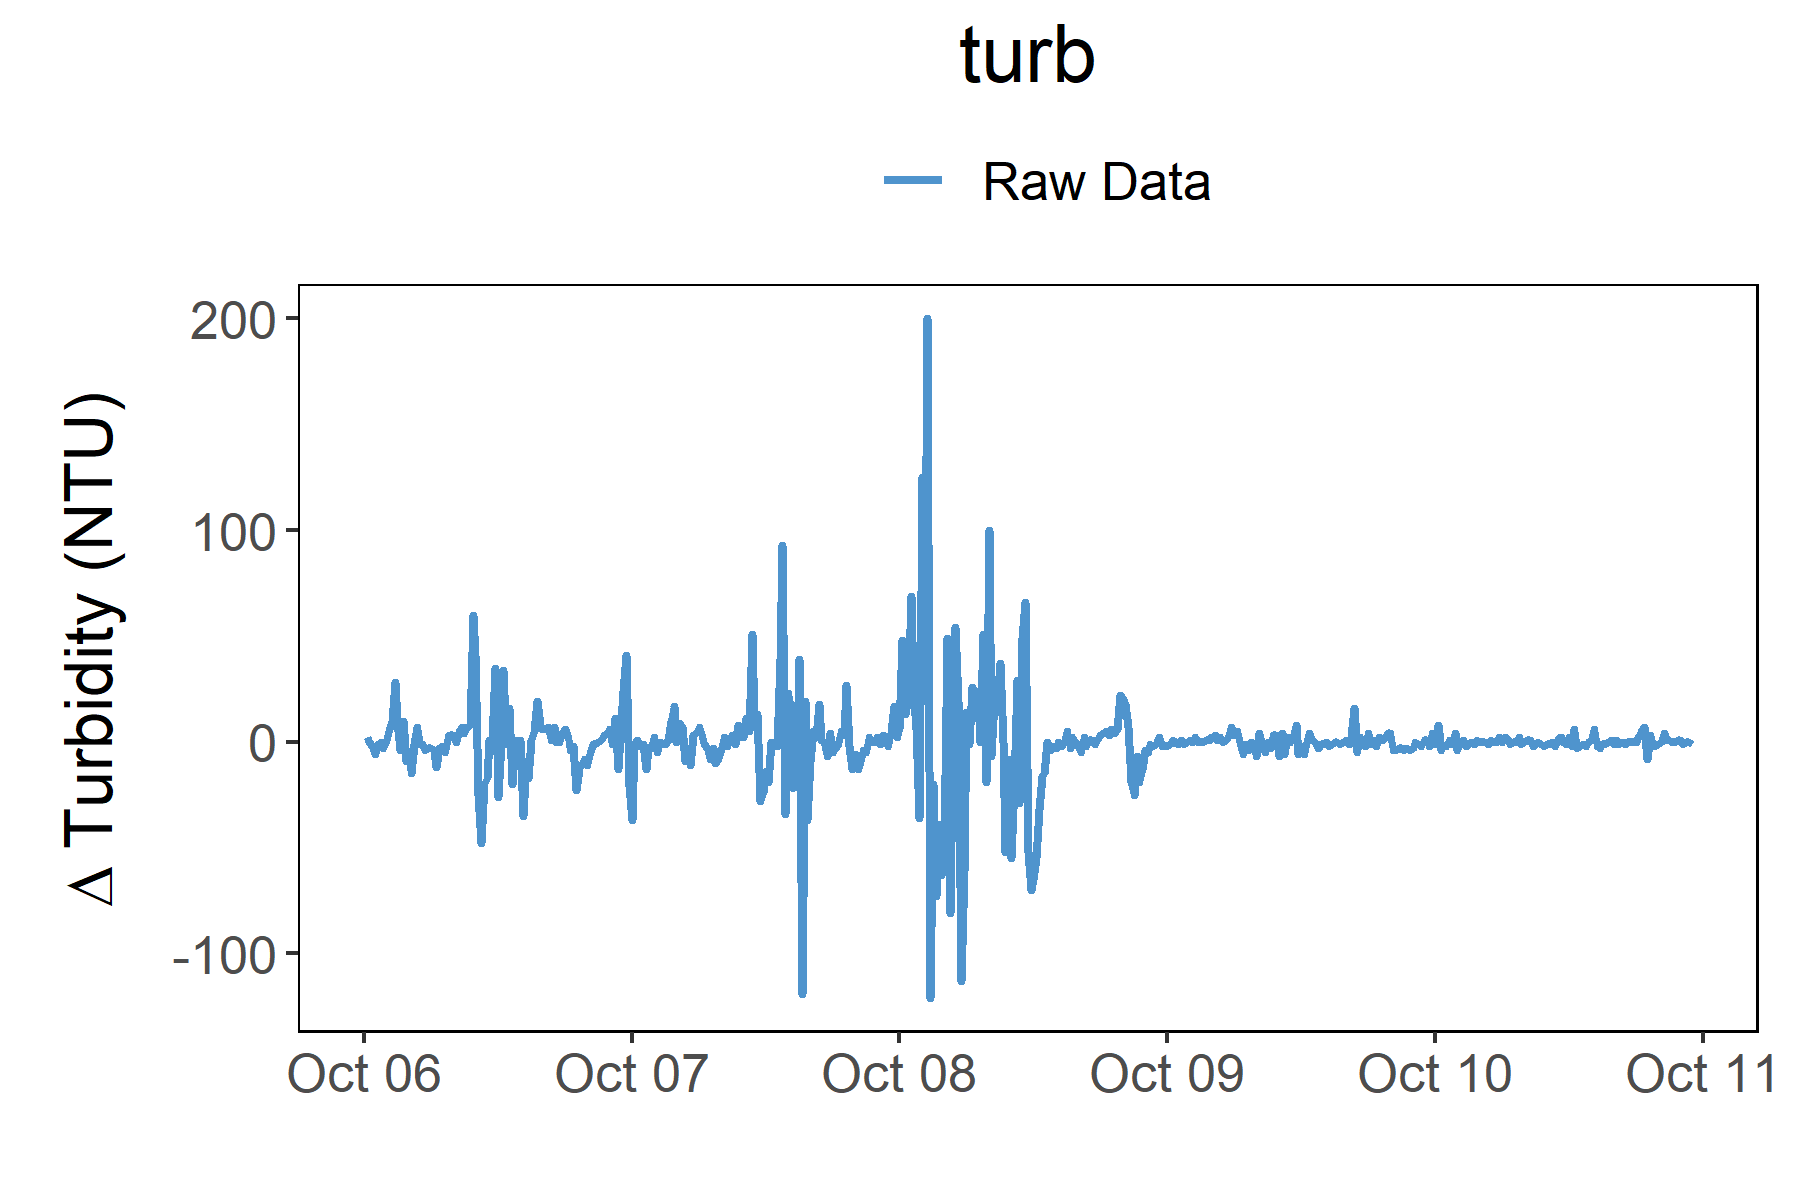 turb
Raw Data
Δ Turbidity (NTU)
200
100
0
-100
Oct 06
Oct 07
Oct 08
Oct 09
Oct 10
Oct 11